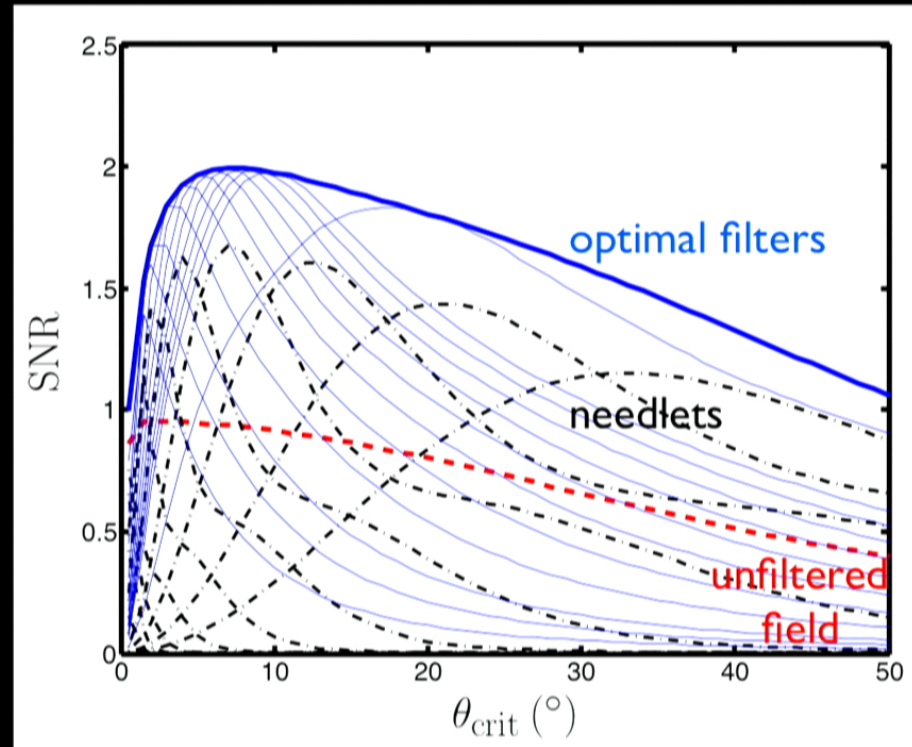 2.5
2
1.5
1
0.5
0
SNR
optimal filters
needlets
unfiltered
field
0 10 20 30 40 50
θcrit (°)